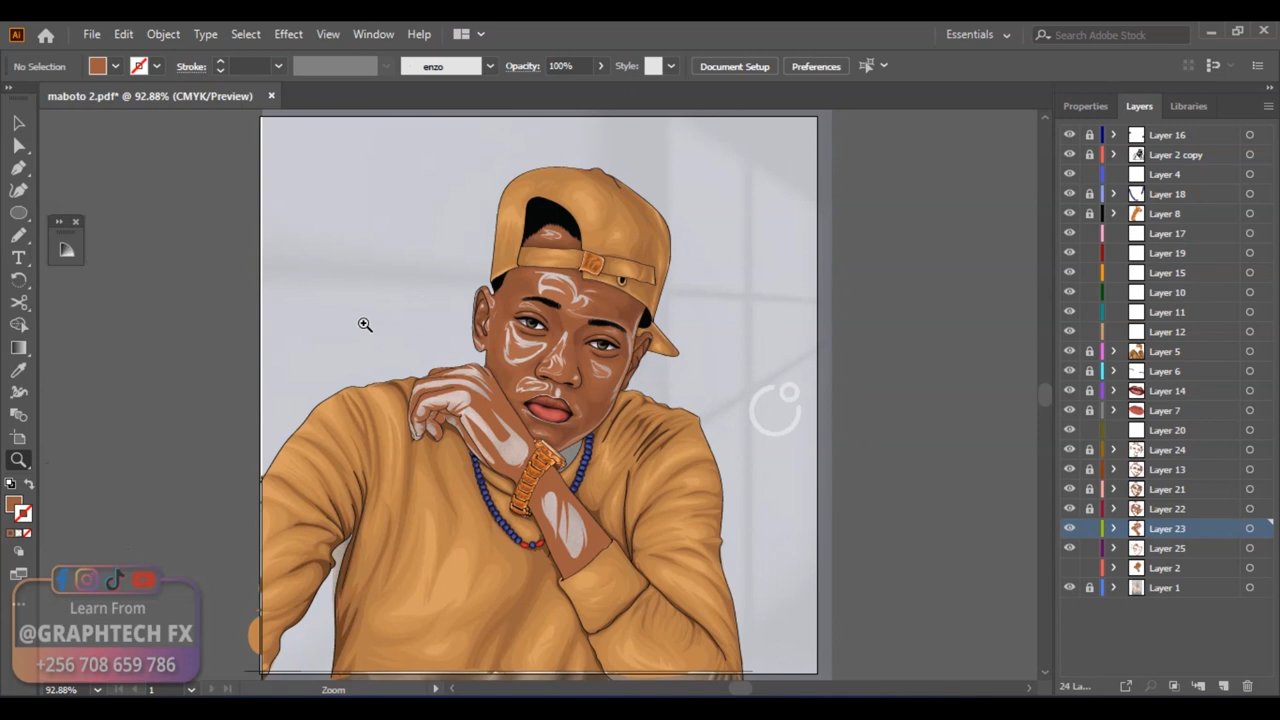 Ai File Edit Object Type Select Effect View Window Help Essentials Search Adobe Stock
No Selection Stroke: enzo Opacity: 100% Style: Document Setup Preferences
maboto 2.pdf* @ 92.88% (CMYK/Preview)
Properties Layers Libraries
Layer 16
Layer 2 copy
Layer 4
Layer 18
Layer 8
Layer 17
Layer 19
Layer 15
Layer 10
Layer 11
Layer 12
Layer 5
Layer 6
Layer 14
Layer 7
Layer 20
Layer 24
Layer 13
Layer 21
Layer 22
Layer 23
Layer 25
Layer 2
Layer 1
Learn From
@GRAPHTECH FX
+256 708 659 786
92.88% 1 Zoom
24 La...